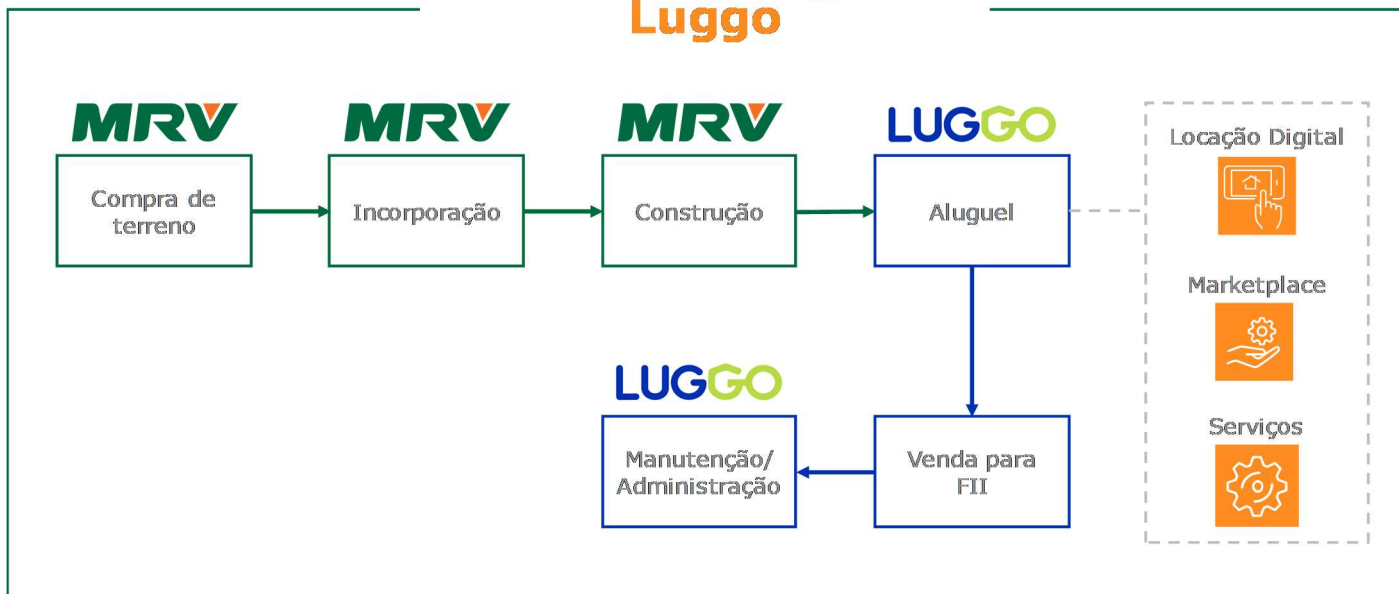 Luggo
MRV
MRV
MRV
LUGGO
Compra de
terreno
Incorporação
Construção
Aluguel
Locação Digital
Marketplace
Serviços
LUGGO
Manutenção/
Administração
Venda para
FII